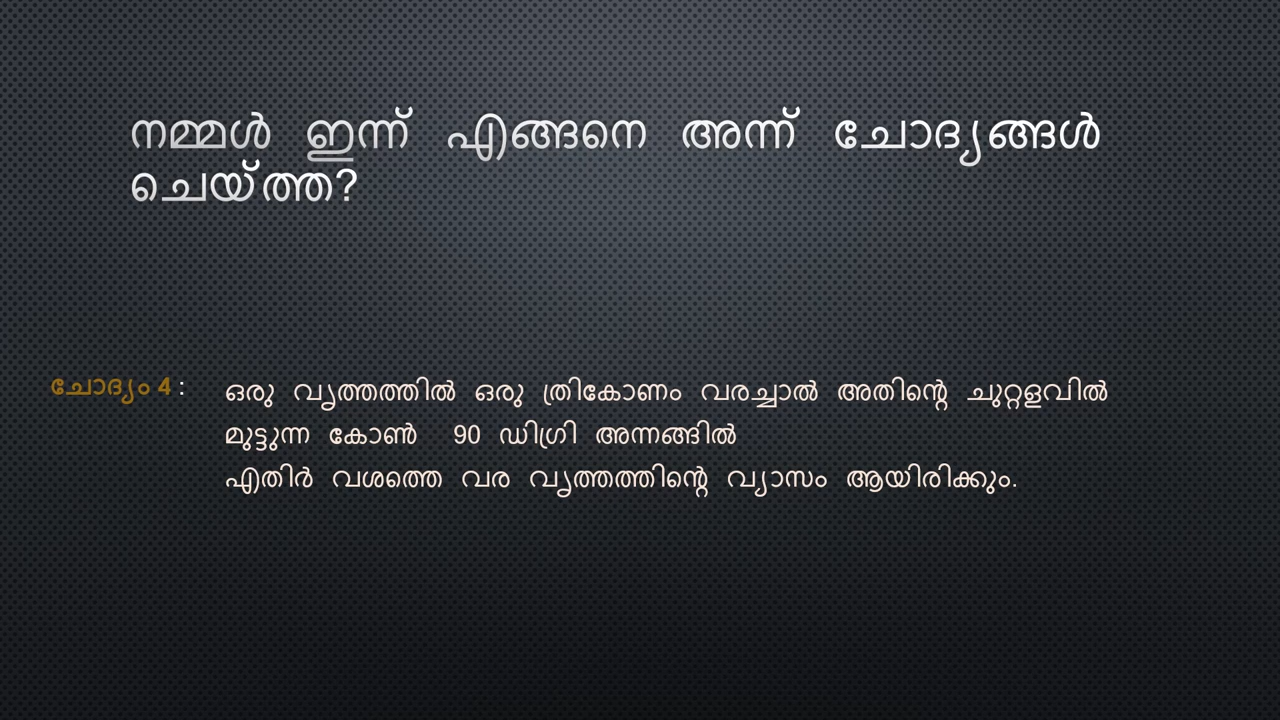 നമ്മൾ ഇന്ന് എങ്ങനെ അന്ന് ചോദ്യങ്ങൾ
ചെയ്ത്ത?
ചോദ്യം 4 : ഒരു വൃത്തത്തിൽ ഒരു ത്രികോണം വരച്ചാൽ അതിന്റെ ചുറ്റളവിൽ
മുട്ടുന്ന കോൺ 90 ഡിഗ്രി അന്നങ്ങിൽ
എതിർ വശത്തെ വര വൃത്തത്തിന്റെ വ്യാസം ആയിരിക്കും.